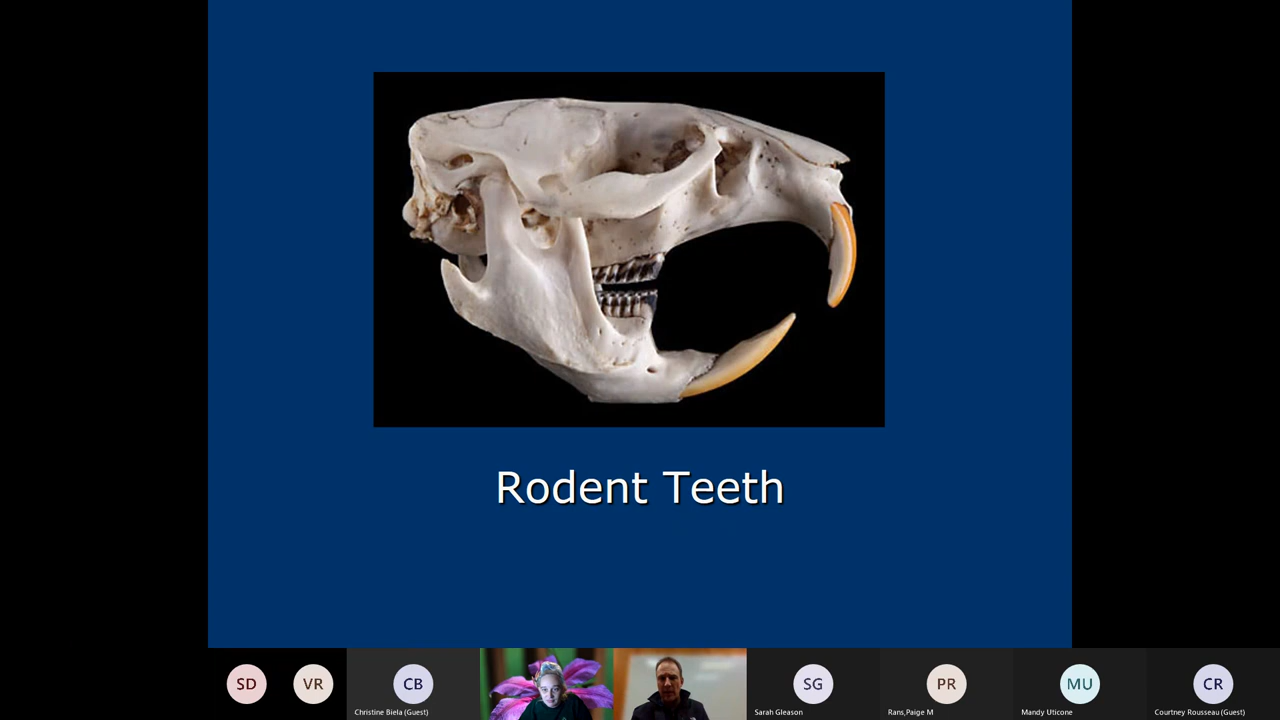 Rodent Teeth
SD
VR
CB
SG
PR
MU
CR
Christine Biela (Guest)
Sarah Gleason
Rans,Paige M
Mandy Uticone
Courtney Rousseau (Guest)